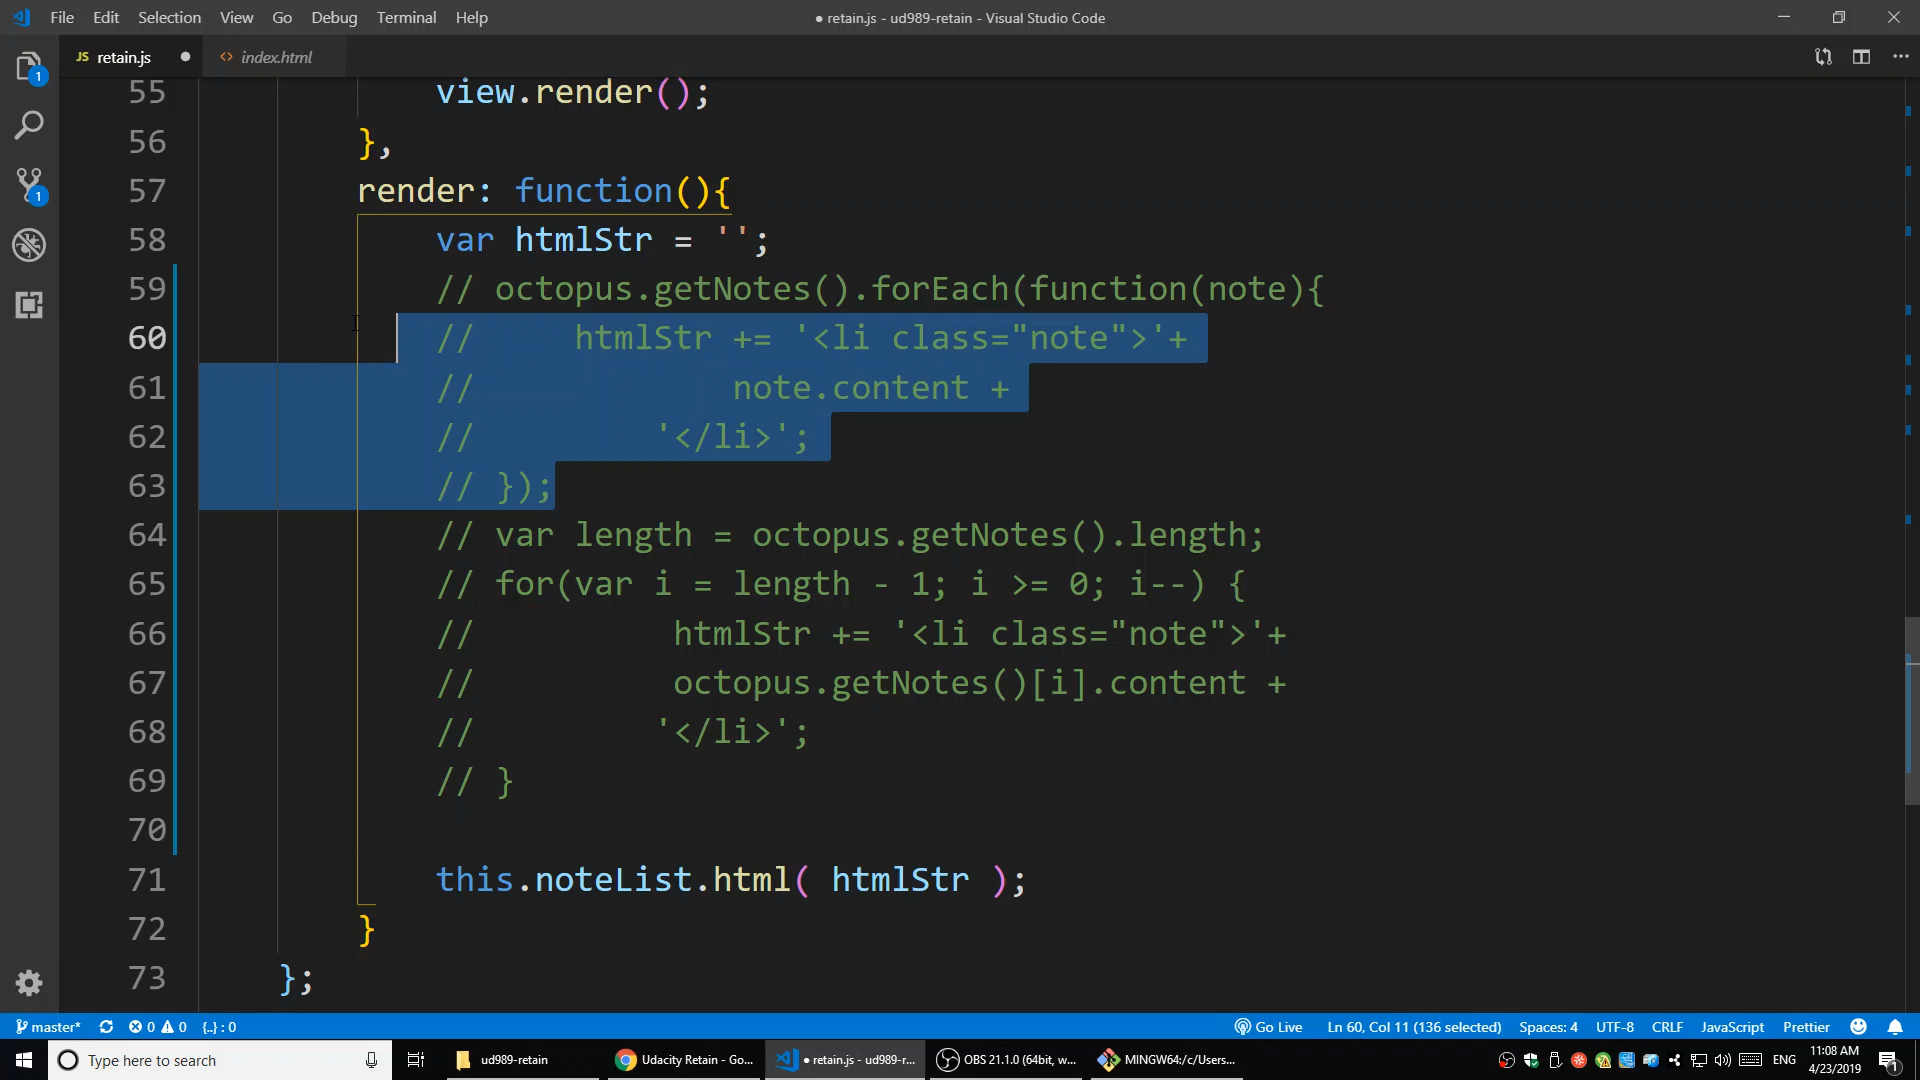 File Edit Selection View Go Debug Terminal Help
● retain.js - ud989-retain - Visual Studio Code
JS retain.js ●
<> index.html
1
1
55 view.render();
56 },
57 render: function(){
58 var htmlStr = '';
59 // octopus.getNotes().forEach(function(note){
60 // htmlStr += '<li class="note">'+
61 // note.content +
62 // '</li>';
63 // });
64 // var length = octopus.getNotes().length;
65 // for(var i = length - 1; i >= 0; i--) {
66 // htmlStr += '<li class="note">'+
67 // octopus.getNotes()[i].content +
68 // '</li>';
69 // }
70
71 this.noteList.html( htmlStr );
72 }
73 };
master* 0 0 {..} : 0
Go Live Ln 60, Col 11 (136 selected) Spaces: 4 UTF-8 CRLF JavaScript Prettier
Type here to search
ud989-retain
Udacity Retain - Go...
● retain.js - ud989-r...
OBS 21.1.0 (64bit, w...
MINGW64:/c/Users...
ENG
11:08 AM
4/23/2019
1